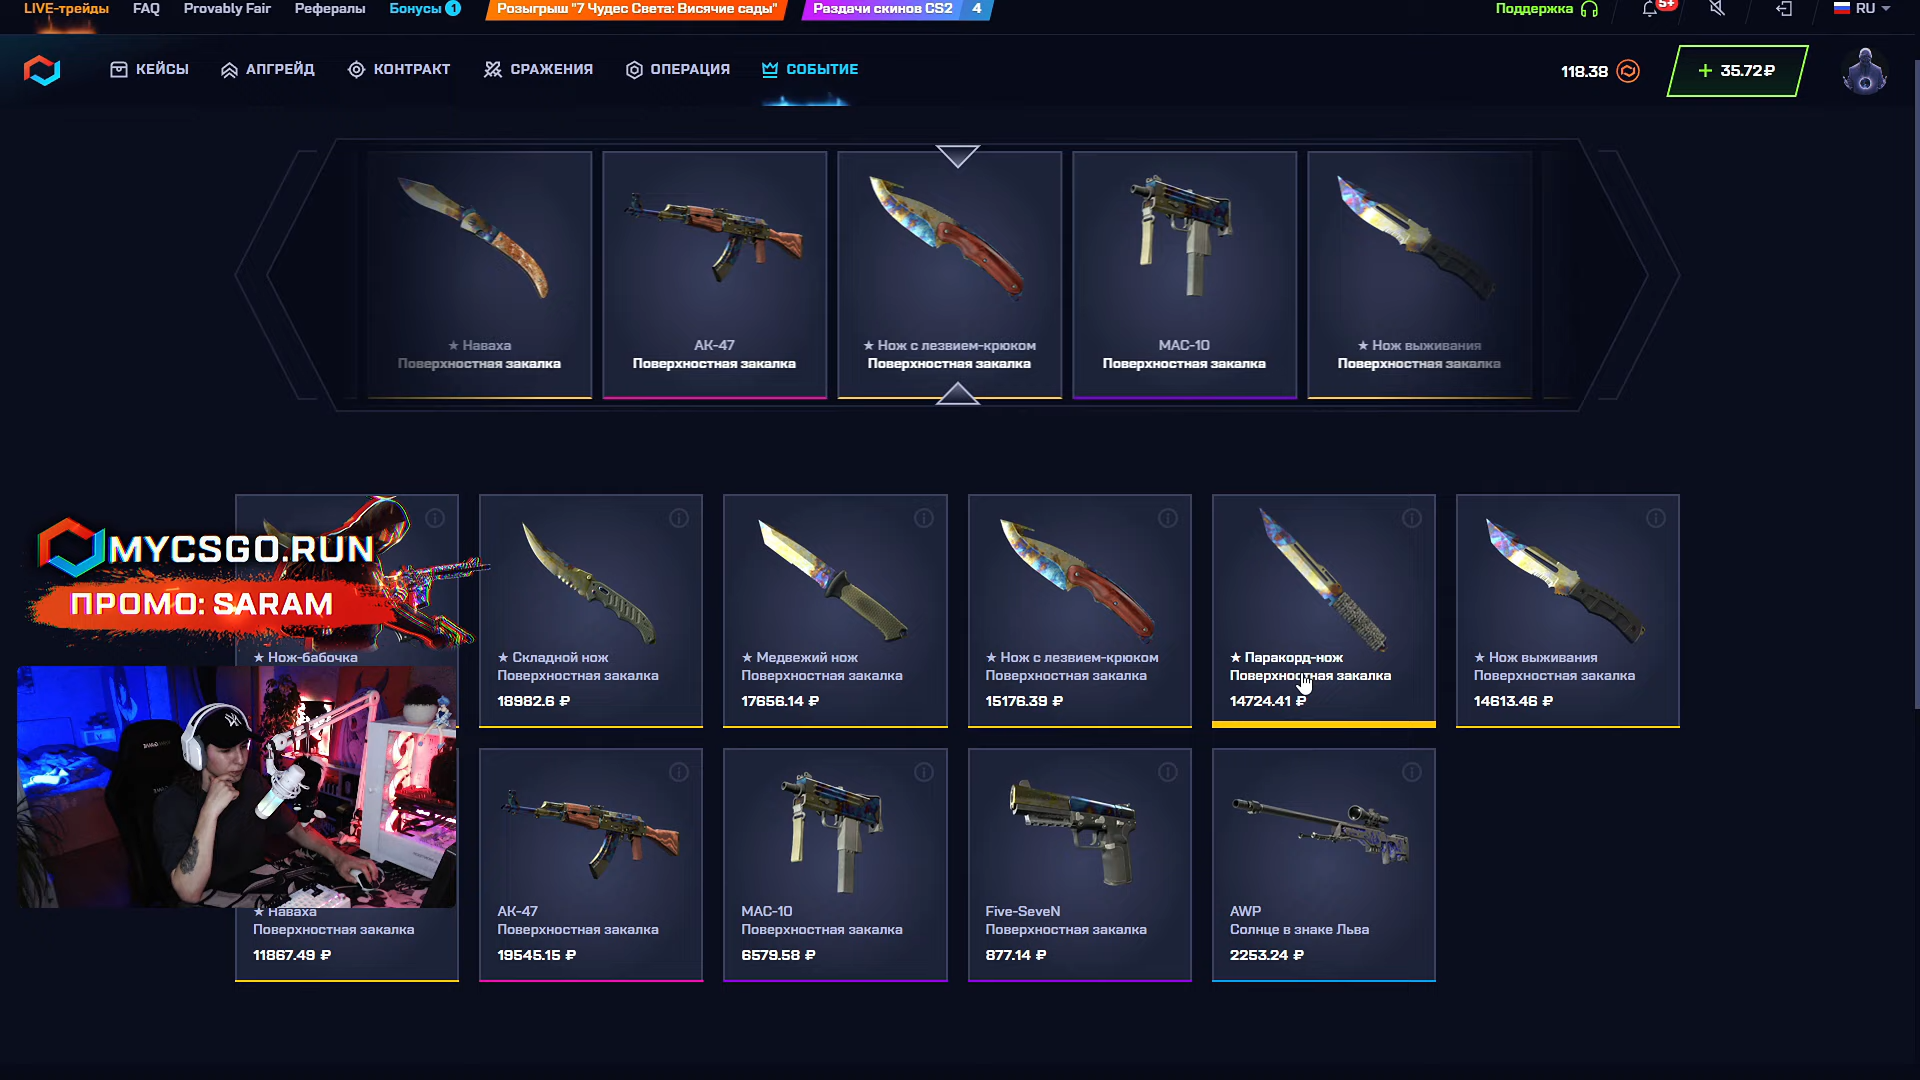 LIVE-трейды FAQ Provably Fair Рефералы Бонусы 1 Розыгрыш "7 Чудес Света: Висячие сады" Раздачи скинов CS2 4 Поддержка 5+ RU
КЕЙСЫ АПГРЕЙД КОНТРАКТ СРАЖЕНИЯ ОПЕРАЦИЯ СОБЫТИЕ 118.38 + 35.72₽
★ Наваха
Поверхностная закалка
АК-47
Поверхностная закалка
★ Нож с лезвием-крюком
Поверхностная закалка
MAC-10
Поверхностная закалка
★ Нож выживания
Поверхностная закалка
MYCSGO.RUN
ПРОМО: SARAM
★ Нож-бабочка
★ Складной нож
Поверхностная закалка
18982.6 ₽
★ Медвежий нож
Поверхностная закалка
17656.14 ₽
★ Нож с лезвием-крюком
Поверхностная закалка
15176.39 ₽
★ Паракорд-нож
Поверхностная закалка
14724.41 ₽
★ Нож выживания
Поверхностная закалка
14613.46 ₽
★ Наваха
Поверхностная закалка
11867.49 ₽
АК-47
Поверхностная закалка
19545.15 ₽
MAC-10
Поверхностная закалка
6579.58 ₽
Five-SeveN
Поверхностная закалка
877.14 ₽
AWP
Солнце в знаке Льва
2253.24 ₽